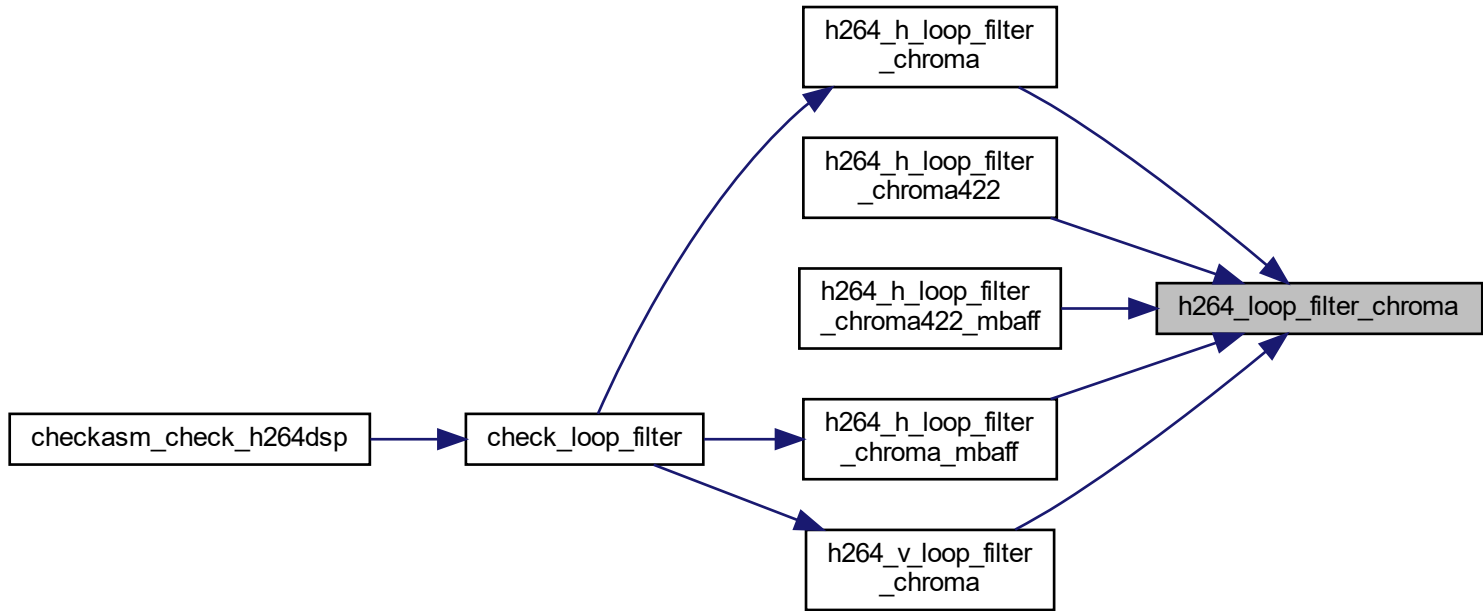 h264_h_loop_filter
_chroma
h264_h_loop_filter
_chroma422
h264_h_loop_filter
_chroma422_mbaff
h264_loop_filter_chroma
checkasm_check_h264dsp
check_loop_filter
h264_h_loop_filter
_chroma_mbaff
h264_v_loop_filter
_chroma